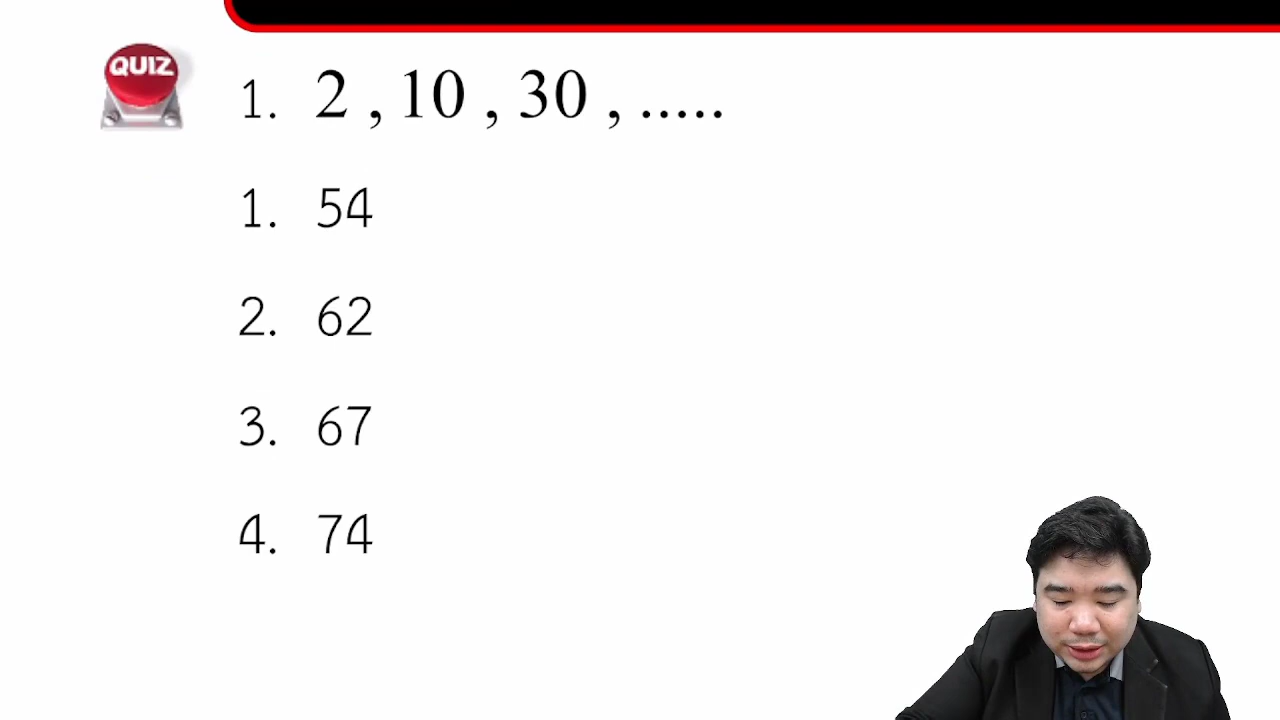 QUIZ
1. 2 , 10 , 30 , .....
1. 54
2. 62
3. 67
4. 74